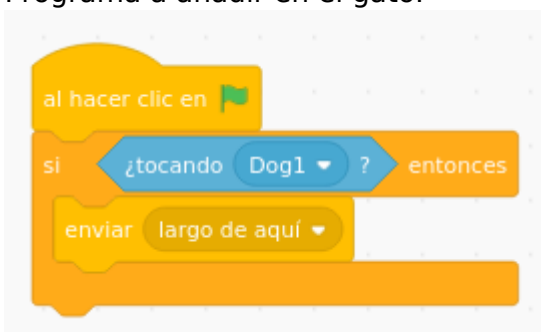 Programa a añadir en el gato:
al hacer clic en
si ¿tocando Dog1 ? entonces
enviar largo de aquí